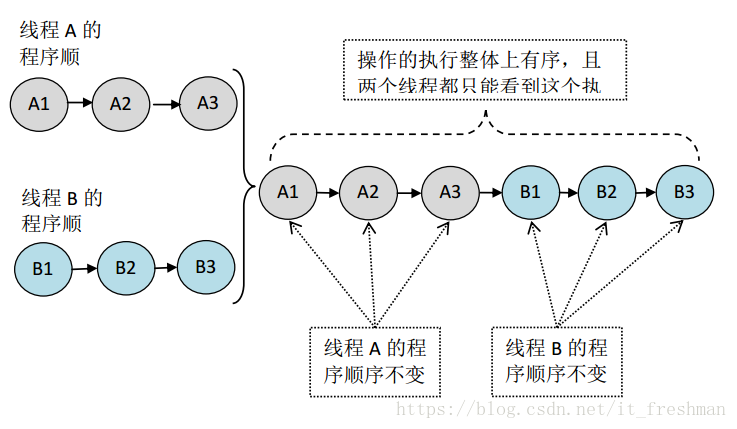 线程 A 的
程序顺
A1
A2
A3
线程 B 的
程序顺
B1
B2
B3
操作的执行整体上有序，且
两个线程都只能看到这个执
A1
A2
A3
B1
B2
B3
线程 A 的程
序顺序不变
线程 B 的程
序顺序不变
https://blog.csdn.net/it_freshman